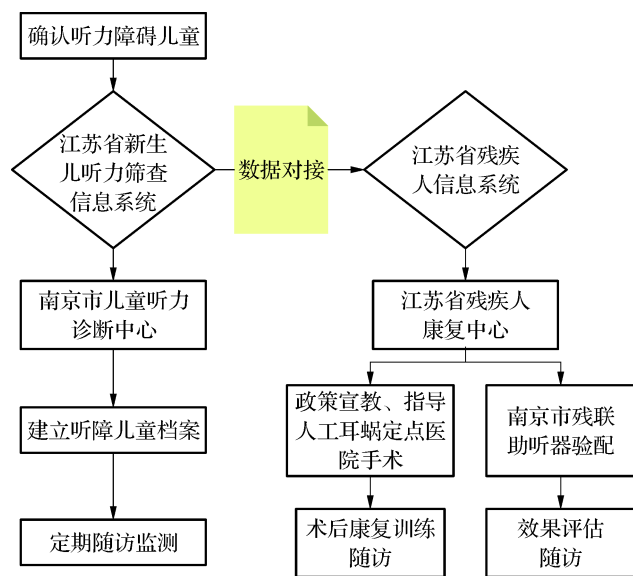 确认听力障碍儿童
江苏省新生
儿听力筛查
信息系统
数据对接
江苏省残疾
人信息系统
南京市儿童听力
诊断中心
江苏省残疾人
康复中心
建立听障儿童档案
政策宣教、指导
人工耳蜗定点医
院手术
南京市残联
助听器验配
定期随访监测
术后康复训练
随访
效果评估
随访